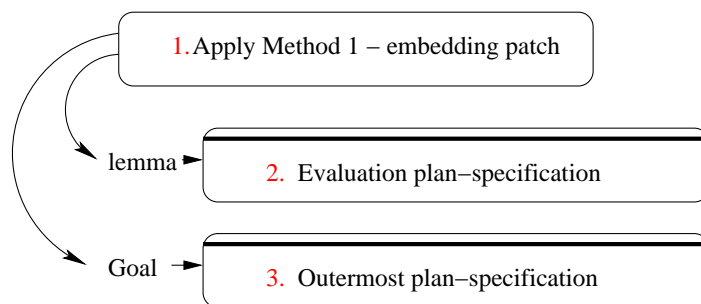 1. Apply Method 1 – embedding patch
lemma
2. Evaluation plan–specification
Goal
3. Outermost plan–specification